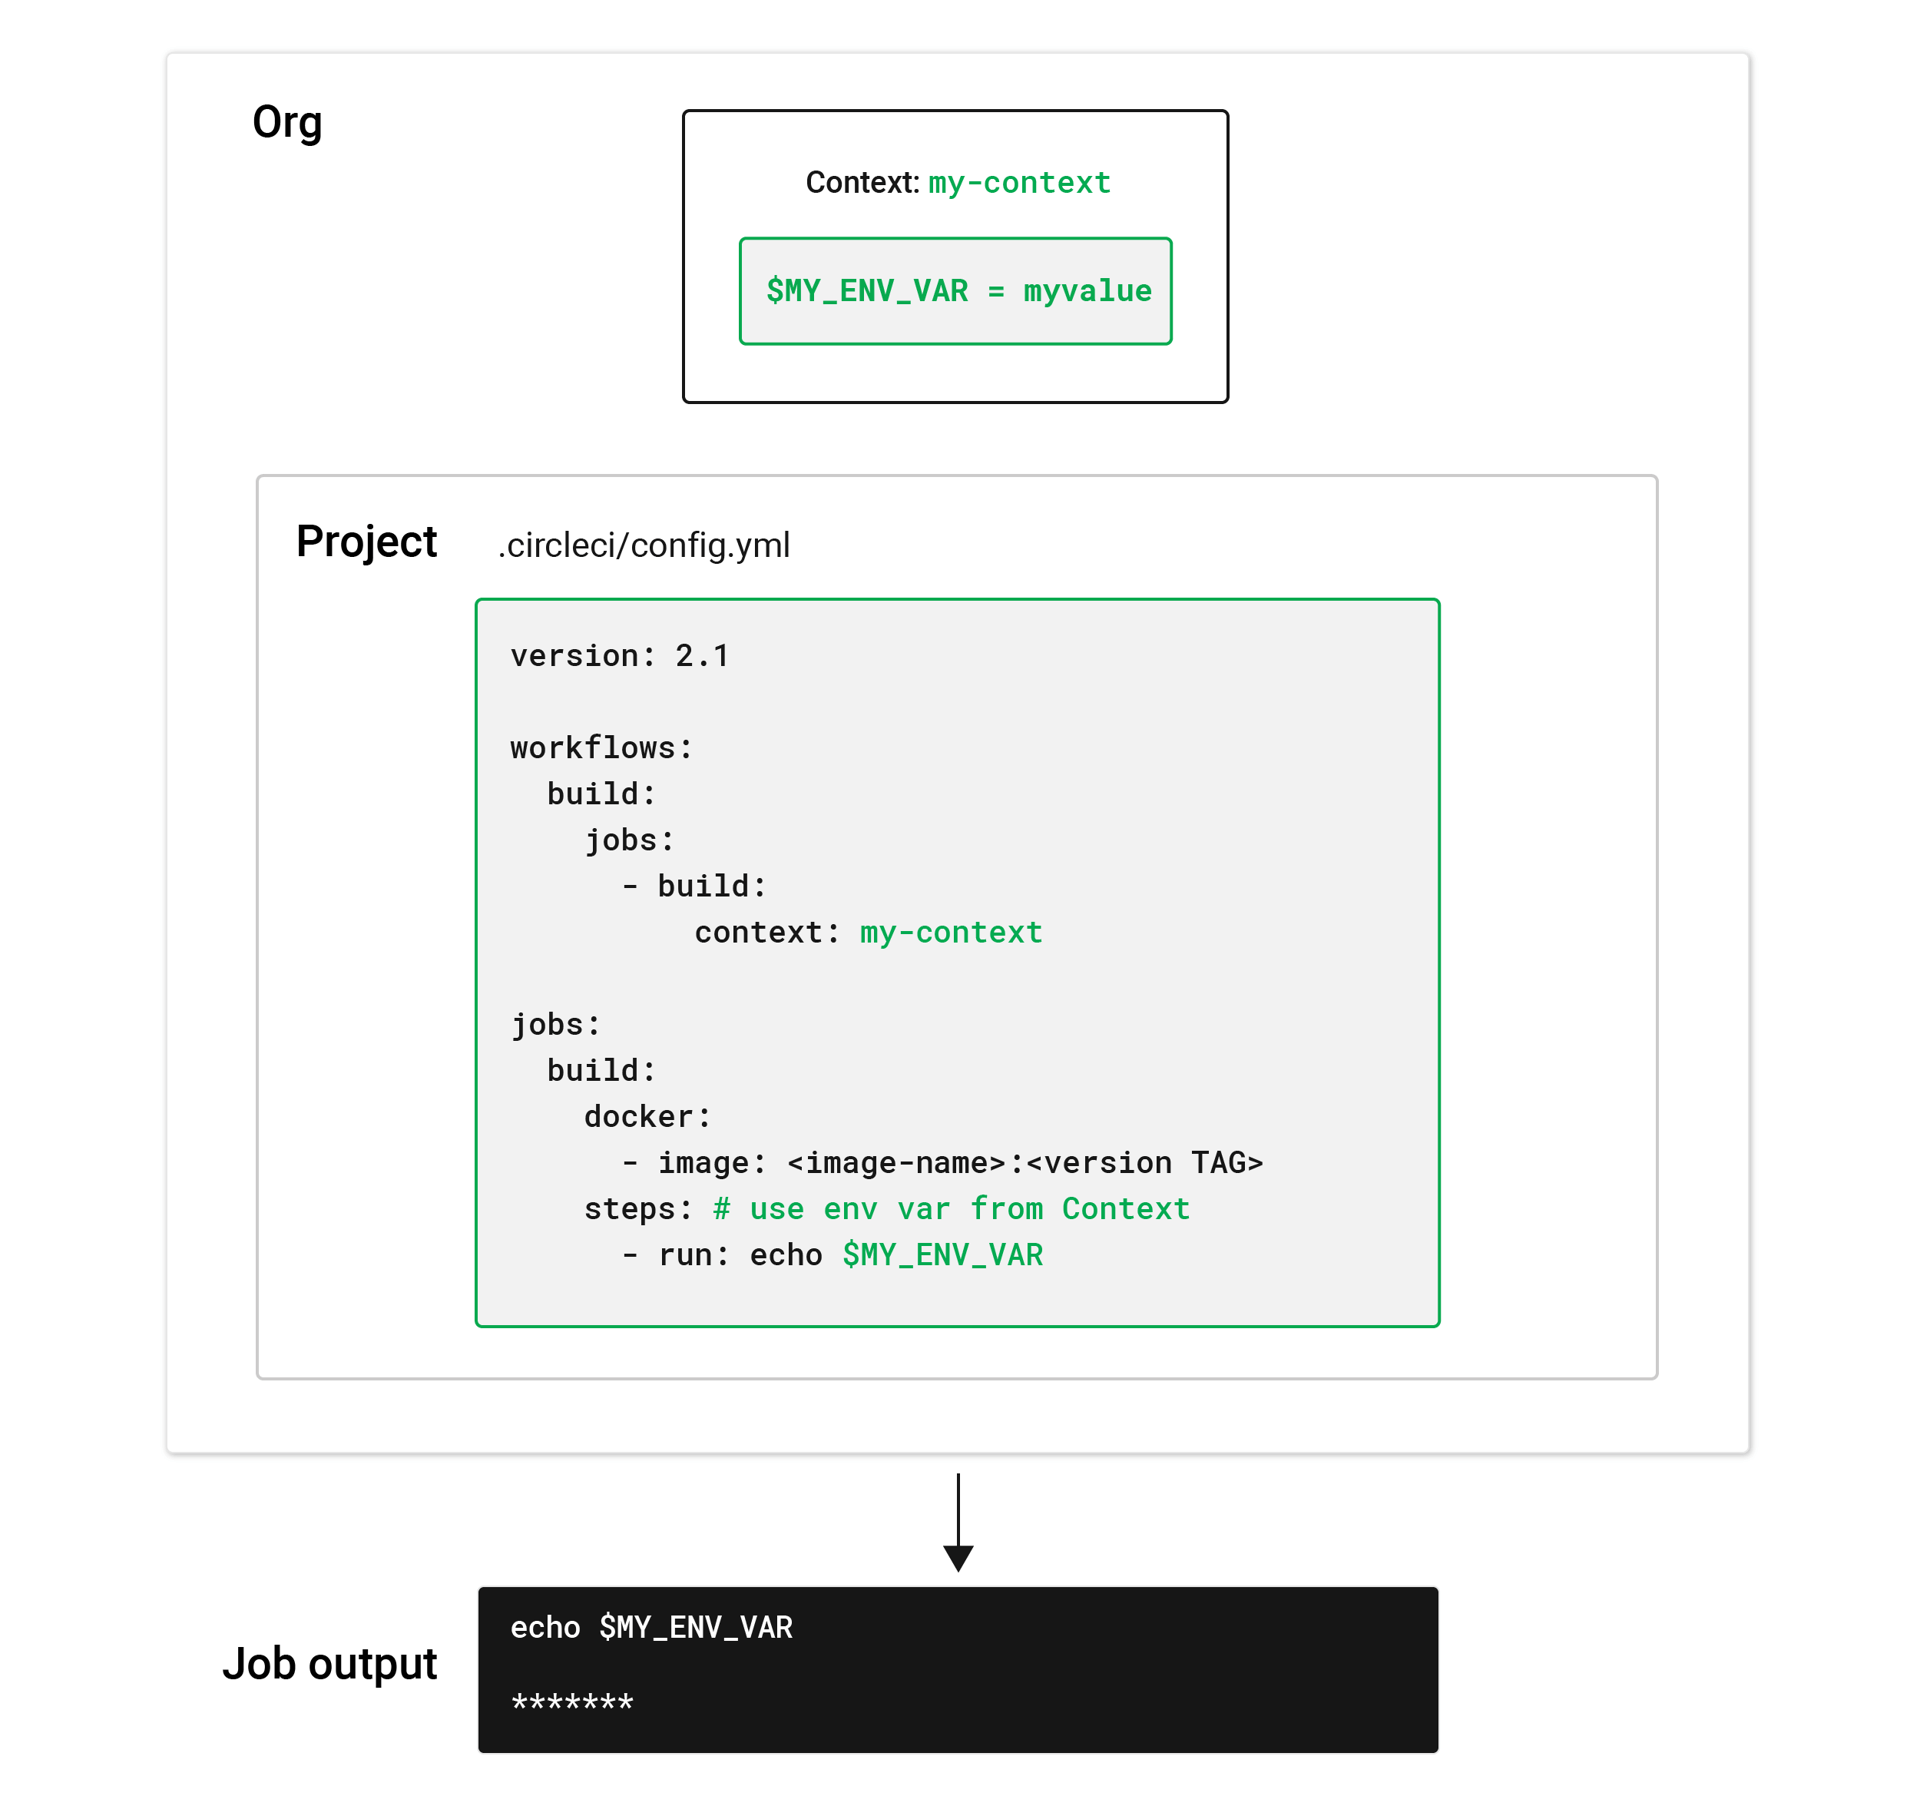 Org
Context: my-context
$MY_ENV_VAR = myvalue
Project
.circleci/config.yml
version: 2.1
workflows:
  build:
    jobs:
      - build:
          context: my-context
jobs:
  build:
    docker:
      - image: <image-name>:<version TAG>
    steps: # use env var from Context
      - run: echo $MY_ENV_VAR
Job output
echo $MY_ENV_VAR
*******